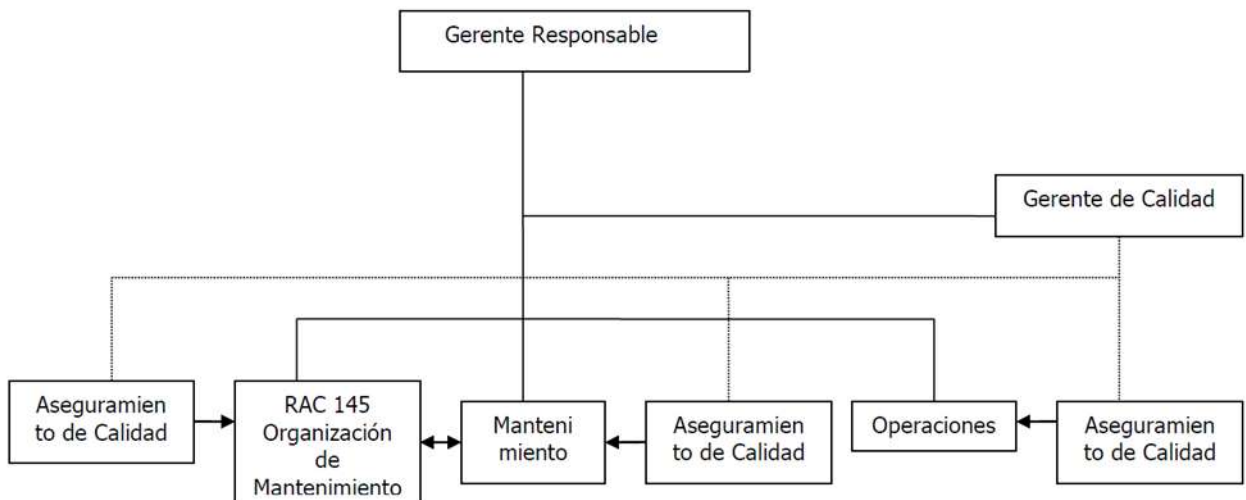 Gerente Responsable
Gerente de Calidad
Aseguramien
to de Calidad
RAC 145
Organización
de
Mantenimiento
Manteni
miento
Aseguramien
to de Calidad
Operaciones
Aseguramien
to de Calidad